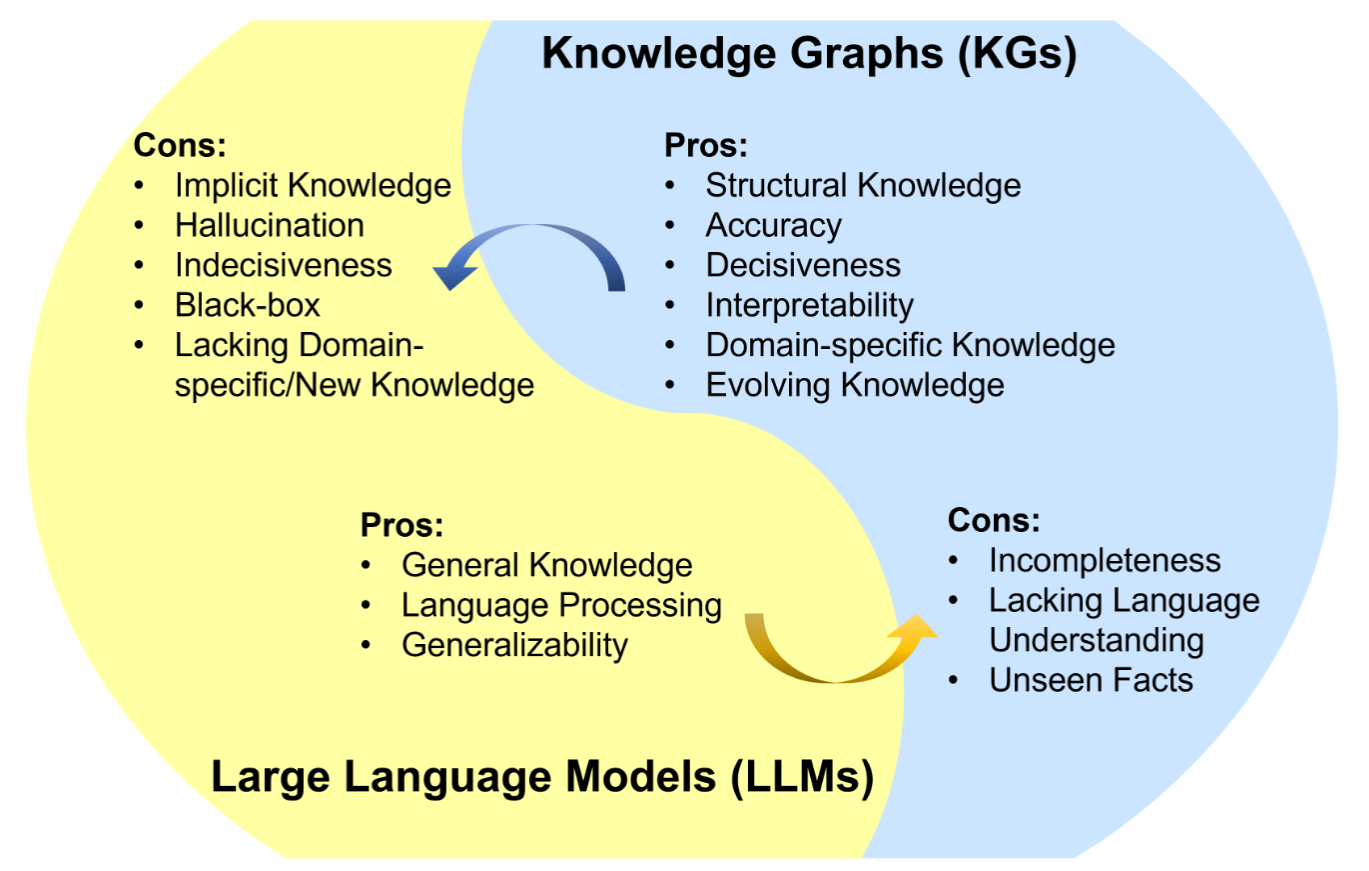 Knowledge Graphs (KGs)
Cons:
• Implicit Knowledge
• Hallucination
• Indecisiveness
• Black-box
• Lacking Domain-
specific/New Knowledge
Pros:
• Structural Knowledge
• Accuracy
• Decisiveness
• Interpretability
• Domain-specific Knowledge
• Evolving Knowledge
Pros:
• General Knowledge
• Language Processing
• Generalizability
Cons:
• Incompleteness
• Lacking Language
Understanding
• Unseen Facts
Large Language Models (LLMs)